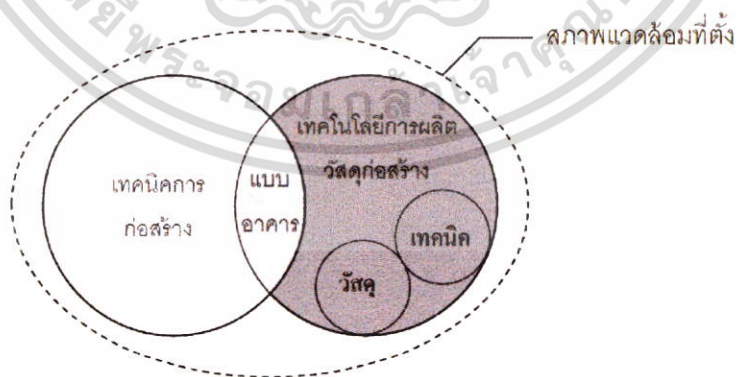 สภาพแวดล้อมที่ตั้ง
เทคโนโลยีการผลิต
วัสดุก่อสร้าง
เทคนิคการ
ก่อสร้าง
แบบ
อาคาร
เทคนิค
วัสดุ